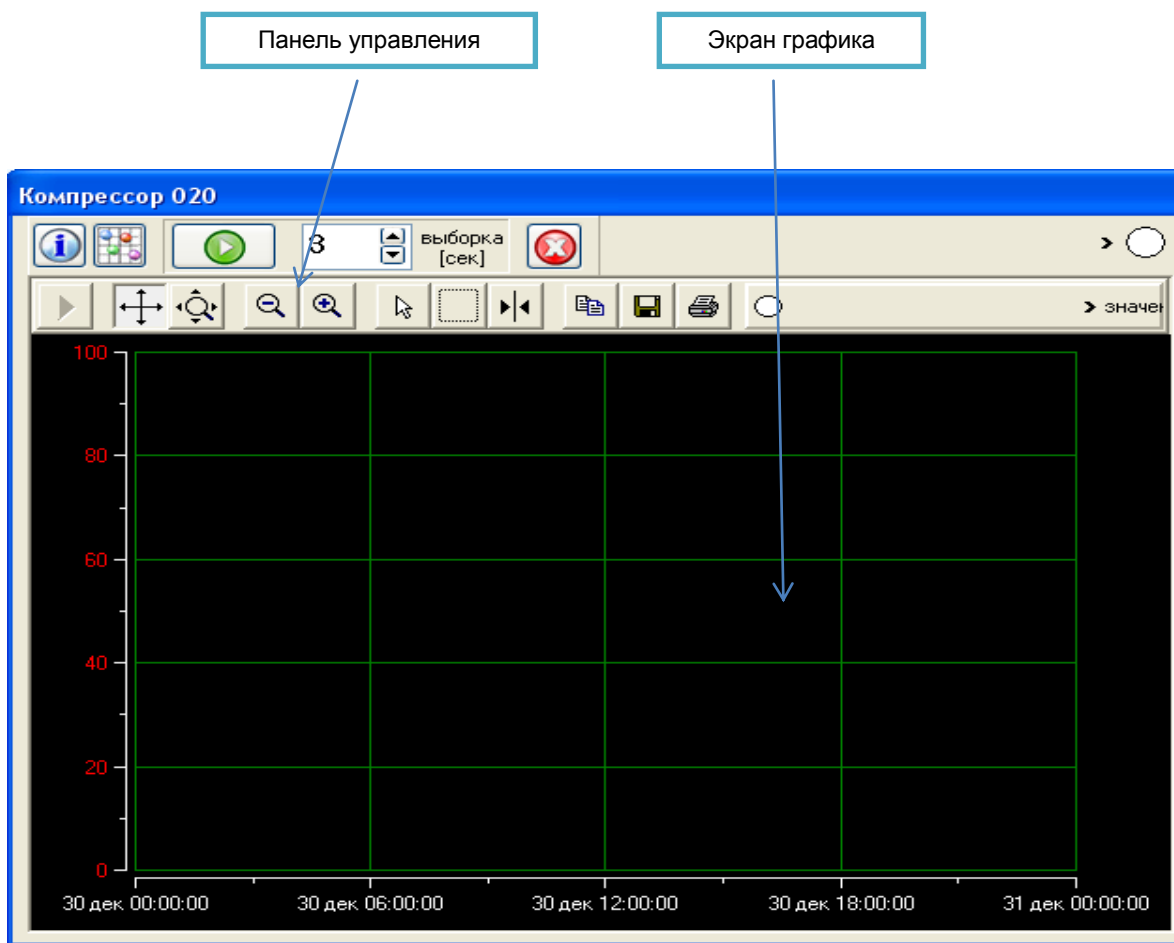 Панель управления
Экран графика
Компрессор 020
3
выборка
[сек]
>
> значен
100
80
60
40
20
0
30 дек 00:00:00
30 дек 06:00:00
30 дек 12:00:00
30 дек 18:00:00
31 дек 00:00:00